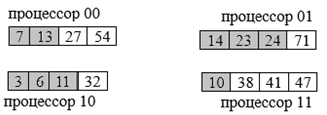 процессор 00
7 13 27 54
процессор 01
14 23 24 71
3 6 11 32
процессор 10
10 38 41 47
процессор 11